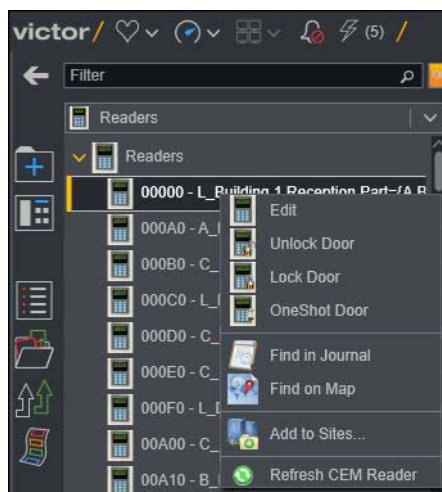 victor/ (5) /
Filter
Readers
Readers
00000 - L_Building 1 Reception Part={A,B
Edit
000A0 - A_
Unlock Door
000B0 - C_
Lock Door
000C0 - L_
OneShot Door
000D0 - C_
Find in Journal
000E0 - C_
Find on Map
000F0 - L_
Add to Sites...
00A00 - C_
Refresh CEM Reader
00A10 - B_